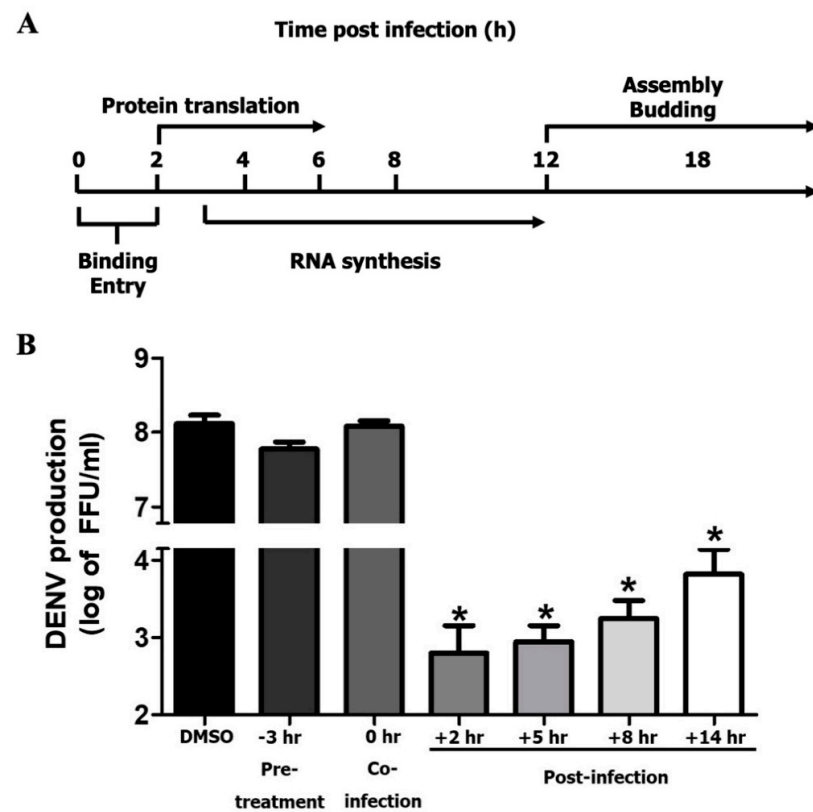 A
Time post infection (h)
Assembly
Budding
Protein translation
0 2 4 6 8 12 18
Binding
Entry
RNA synthesis
B
DENV production
(log of FFU/ml)
9
8
7
4
3
2
* * * *
DMSO -3 hr 0 hr +2 hr +5 hr +8 hr +14 hr
Pre-
treatment
Co-
infection
Post-infection